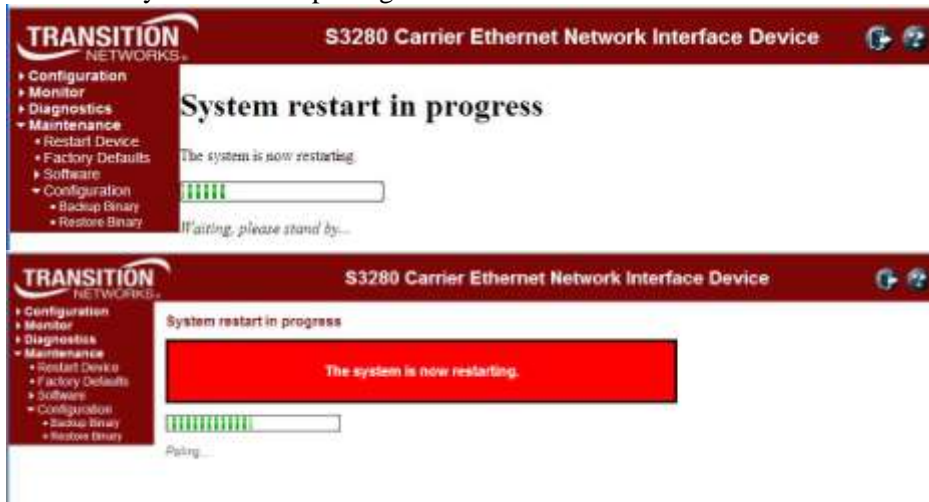 TRANSITION
NETWORKS®
S3280 Carrier Ethernet Network Interface Device
Configuration
Monitor
Diagnostics
Maintenance
Restart Device
Factory Defaults
Software
Configuration
Backup Binary
Restore Binary
System restart in progress
The system is now restarting.
Waiting, please stand by...
TRANSITION
NETWORKS®
S3280 Carrier Ethernet Network Interface Device
Configuration
Monitor
Diagnostics
Maintenance
Restart Device
Factory Defaults
Software
Configuration
Backup Binary
Restore Binary
System restart in progress
The system is now restarting.